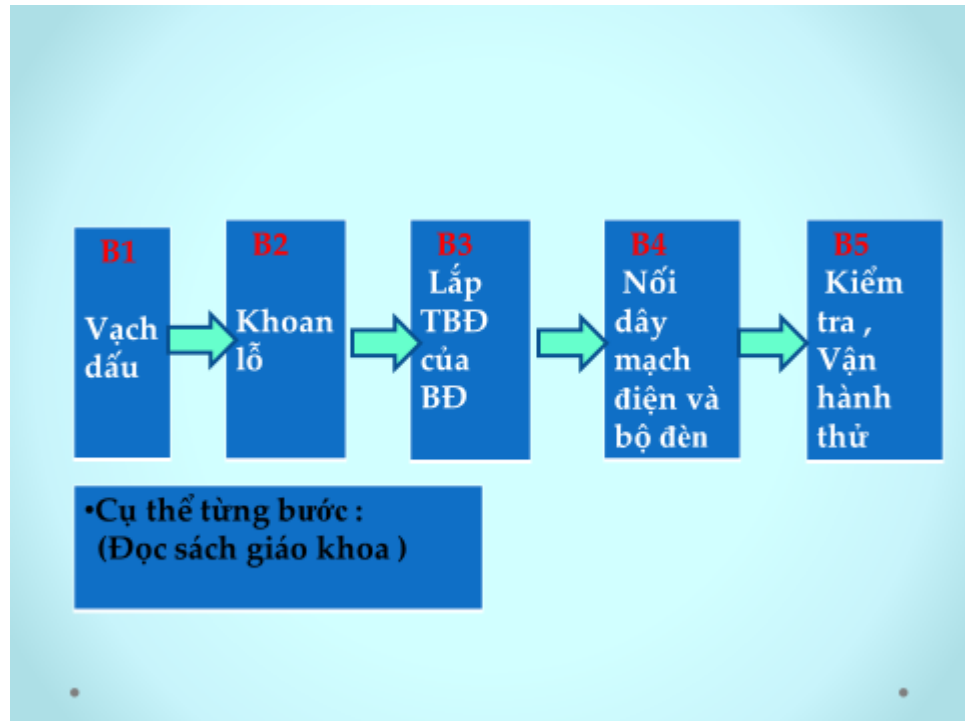 B1
Vạch
dấu
B2
Khoan
lỗ
B3
Lắp
TBĐ
của
BĐ
B4
Nối
dây
mạch
điện và
bộ đèn
B5
Kiểm
tra ,
Vận
hành
thử
•Cụ thể từng bước :
(Đọc sách giáo khoa )